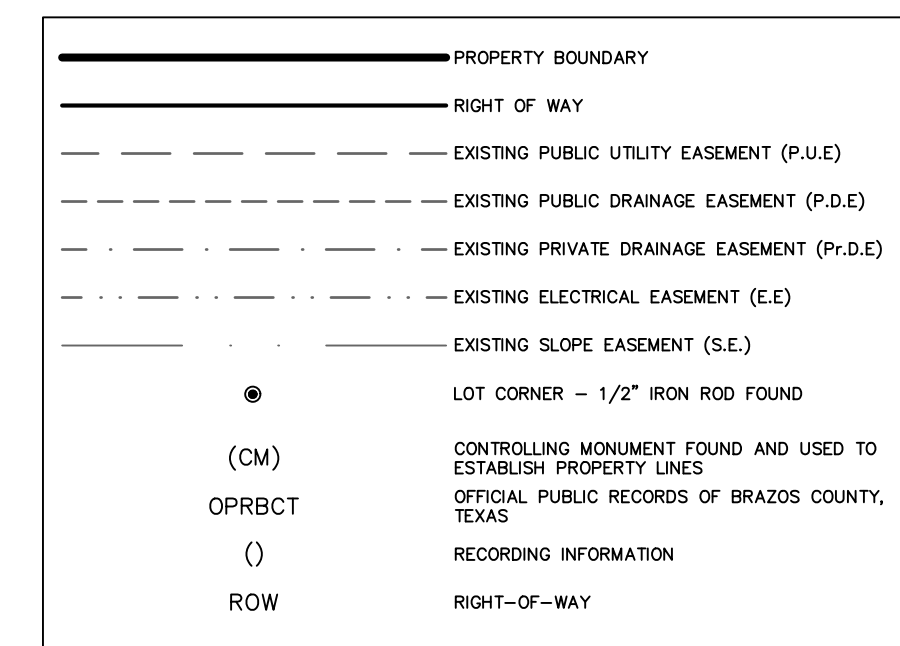 PROPERTY BOUNDARY
RIGHT OF WAY
EXISTING PUBLIC UTILITY EASEMENT (P.U.E)
EXISTING PUBLIC DRAINAGE EASEMENT (P.D.E)
EXISTING PRIVATE DRAINAGE EASEMENT (Pr.D.E)
EXISTING ELECTRICAL EASEMENT (E.E)
EXISTING SLOPE EASEMENT (S.E.)
LOT CORNER – 1/2" IRON ROD FOUND
(CM) CONTROLLING MONUMENT FOUND AND USED TO
ESTABLISH PROPERTY LINES
OPRBCT OFFICIAL PUBLIC RECORDS OF BRAZOS COUNTY,
TEXAS
() RECORDING INFORMATION
ROW RIGHT–OF–WAY